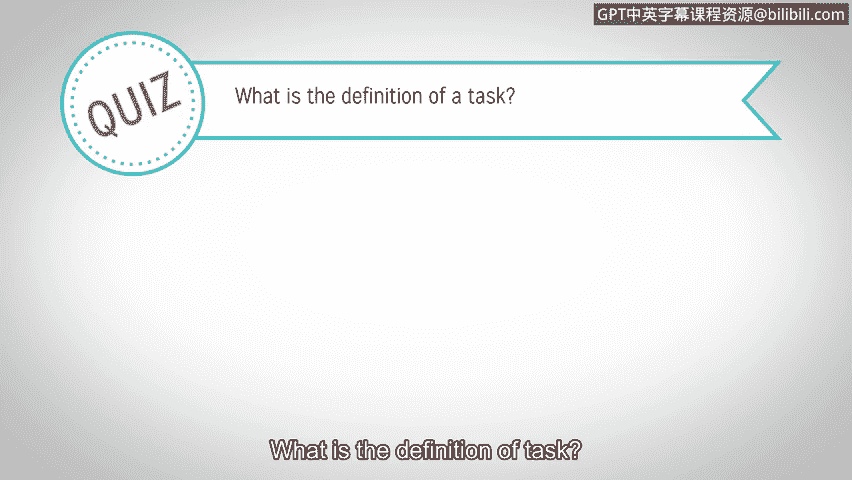 GPT中英字幕课程资源@bilibili.com
QUIZ
What is the definition of a task?
What is the definition of task?